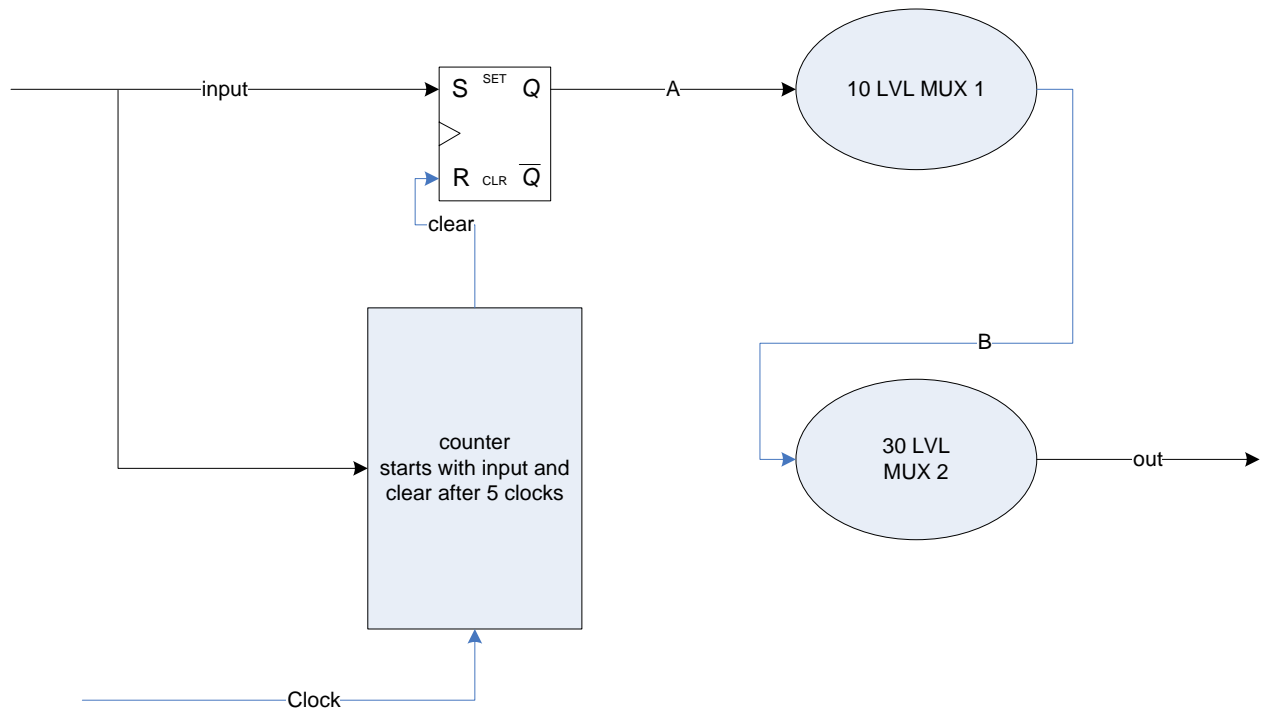 input
S SET Q
R CLR Q
A
10 LVL MUX 1
clear
B
counter
starts with input and
clear after 5 clocks
30 LVL
MUX 2
out
Clock